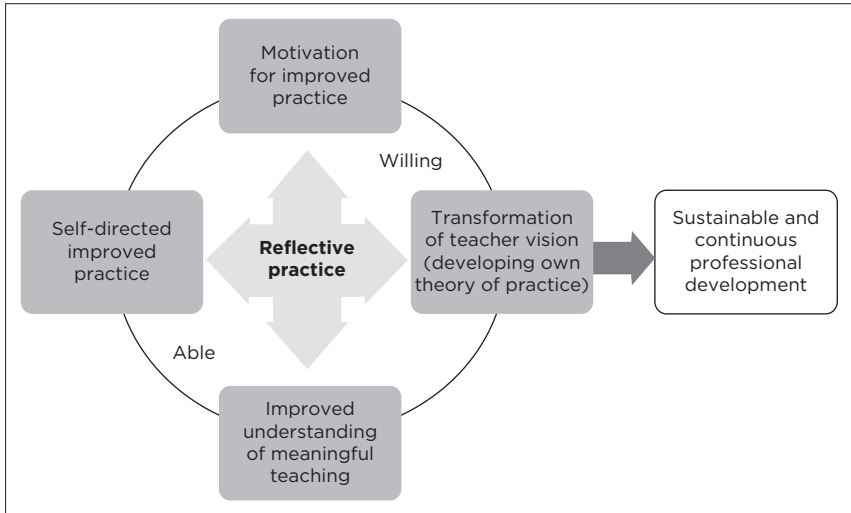 Motivation
for improved
practice
Willing
Self-directed
improved
practice
Reflective
practice
Transformation
of teacher vision
(developing own
theory of practice)
Sustainable and
continuous
professional
development
Able
Improved
understanding
of meaningful
teaching